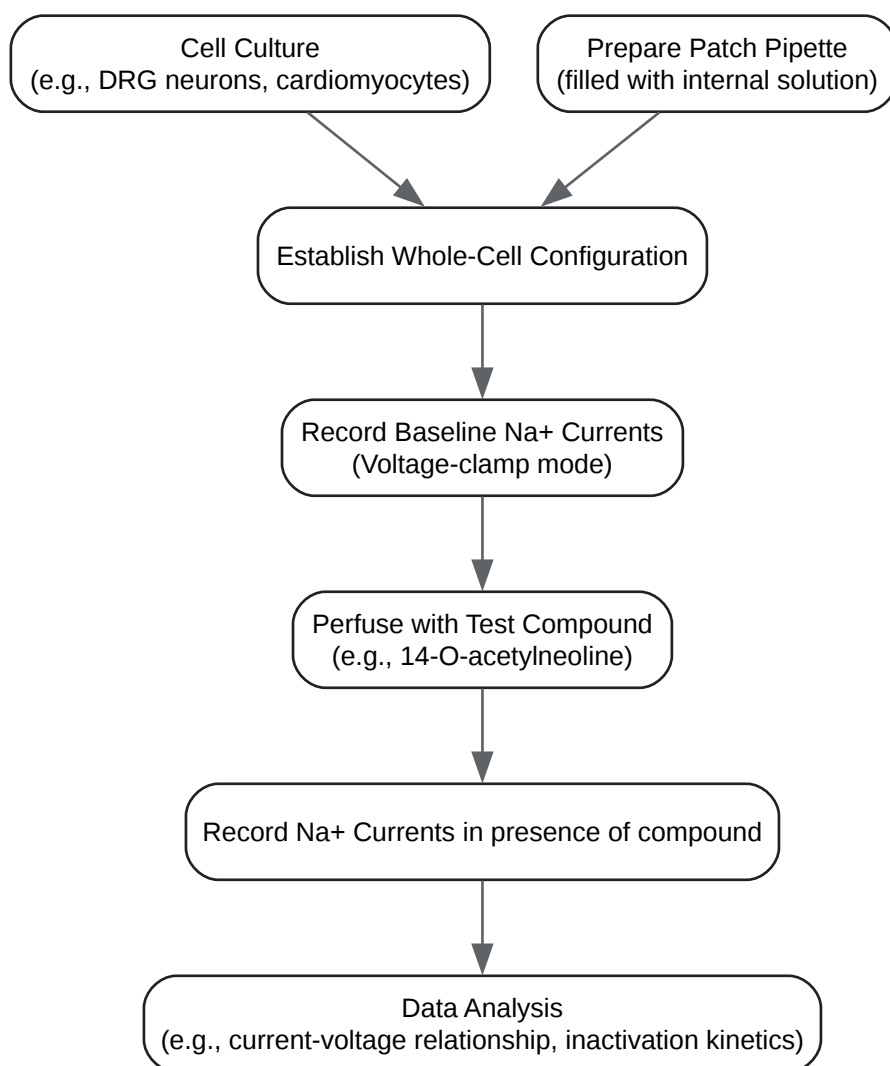 Cell Culture
(e.g., DRG neurons, cardiomyocytes)
Prepare Patch Pipette
(filled with internal solution)
Establish Whole-Cell Configuration
Record Baseline Na+ Currents
(Voltage-clamp mode)
Perfuse with Test Compound
(e.g., 14-O-acetylneoline)
Record Na+ Currents in presence of compound
Data Analysis
(e.g., current-voltage relationship, inactivation kinetics)